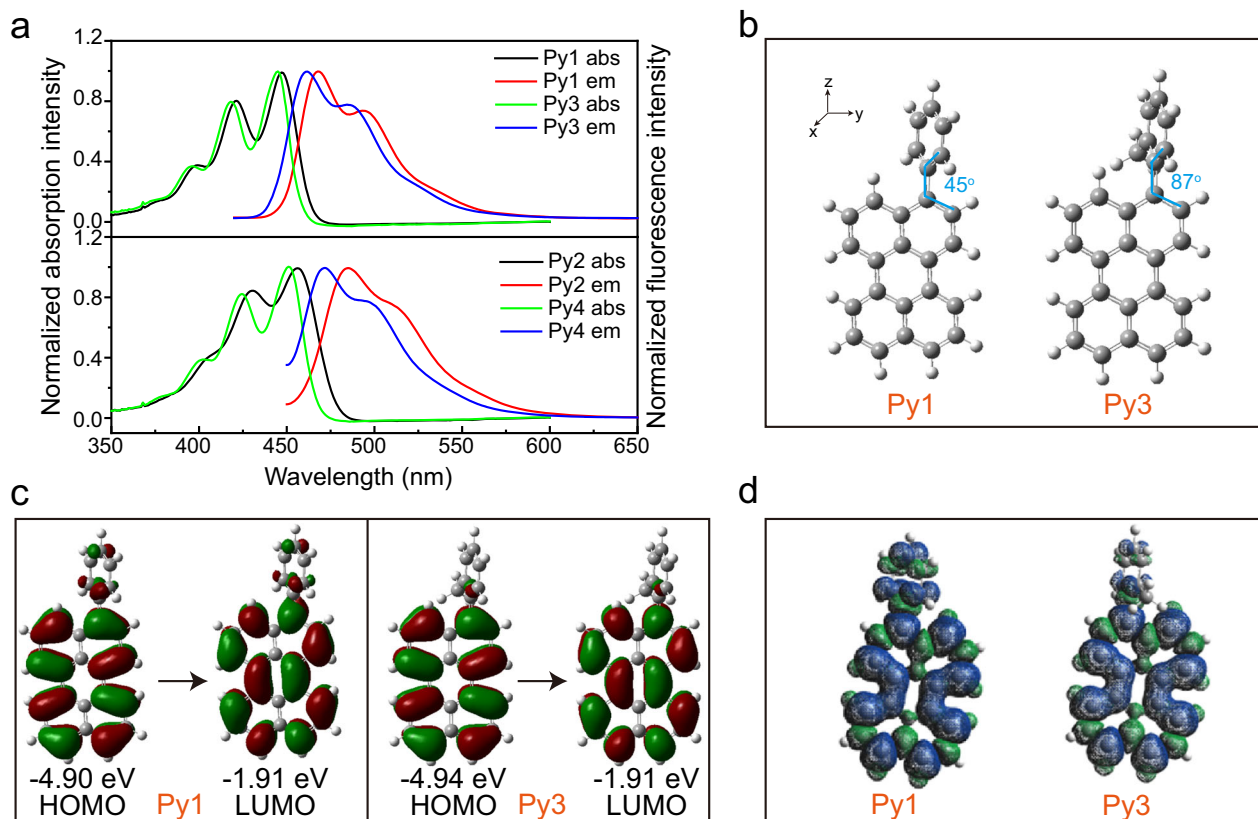 a
Normalized absorption intensity
1.2
0.8
0.4
0.0
Py1 abs
Py1 em
Py3 abs
Py3 em
1.2
0.8
0.4
0.0
Py2 abs
Py2 em
Py4 abs
Py4 em
350 400 450 500 550 600 650
Wavelength (nm)
Normalized fluorescence intensity
b
z
y
x
45°
87°
Py1 Py3
c
-4.90 eV -1.91 eV -4.94 eV -1.91 eV
HOMO Py1 LUMO HOMO Py3 LUMO
d
Py1 Py3